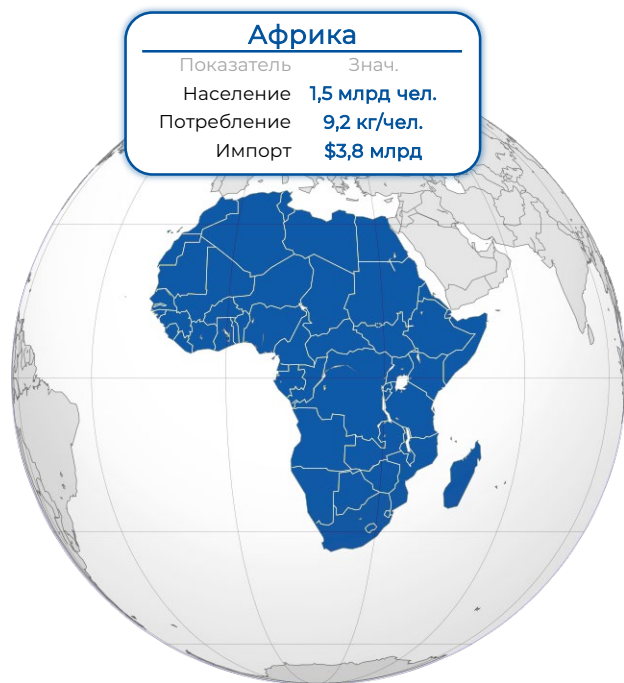 Африка
Показатель Знач.
Население 1,5 млрд чел.
Потребление 9,2 кг/чел.
Импорт $3,8 млрд